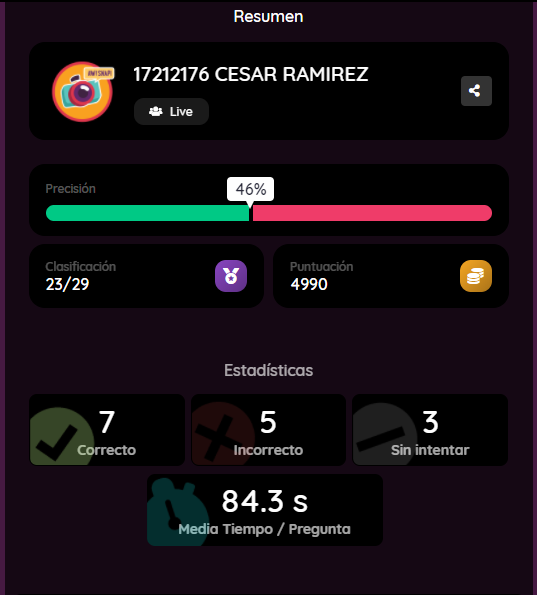 Resumen
17212176 CESAR RAMIREZ
Live
Precisión
46%
Clasificación
23/29
Puntuación
4990
Estadísticas
7
Correcto
5
Incorrecto
3
Sin intentar
84.3 s
Media Tiempo / Pregunta